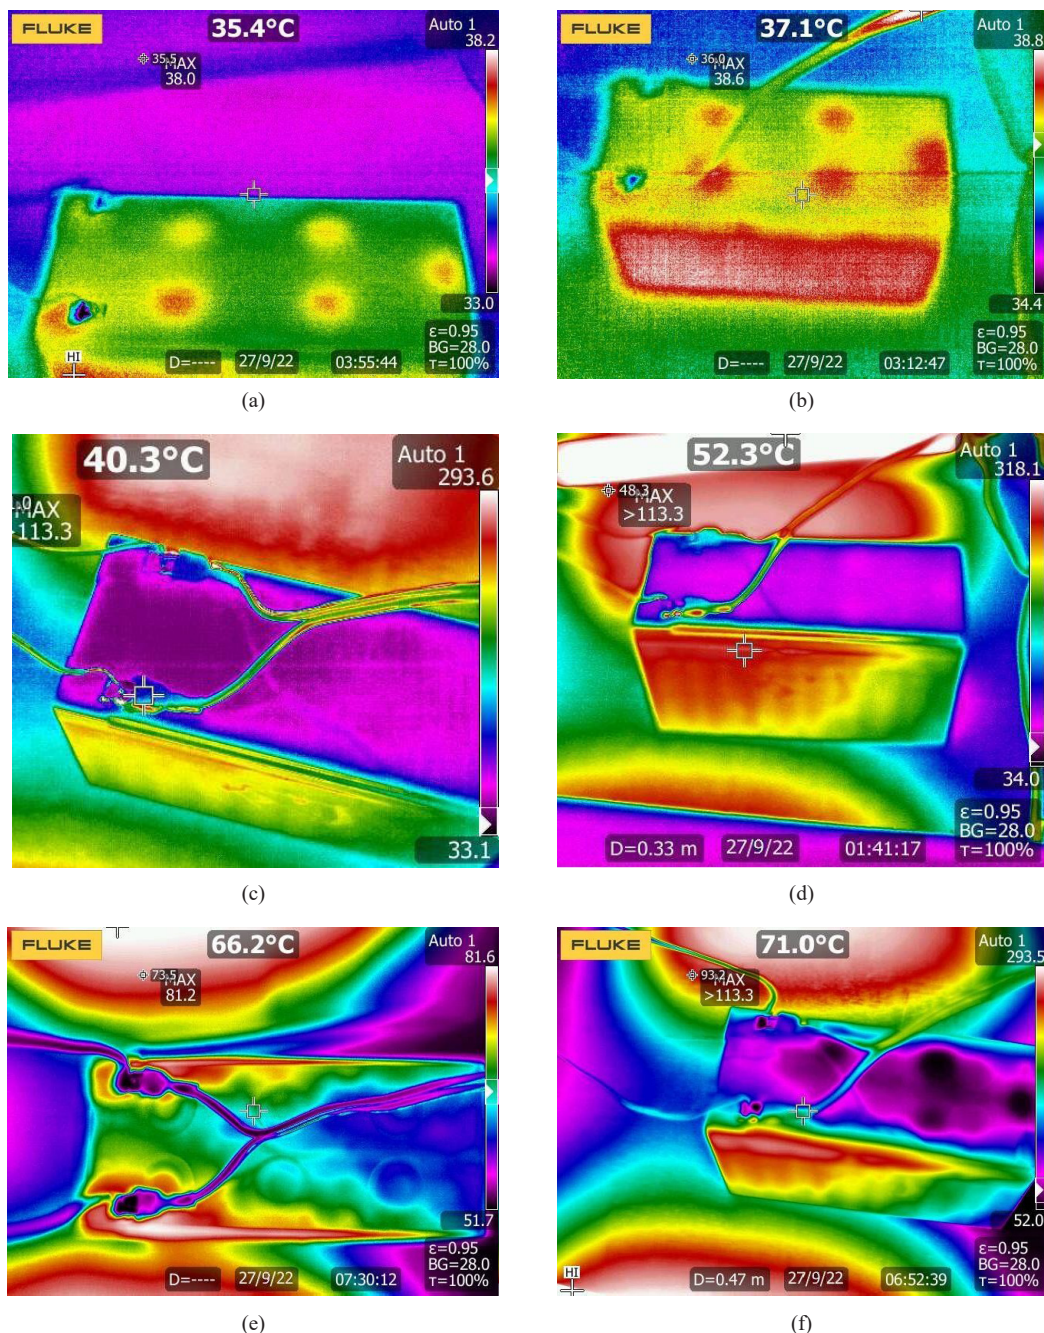 FLUKE
35.4°C
Auto 1
38.2
35.5
MAX
38.0
33.0
ε=0.95
BG=28.0
τ=100%
HI
D=----
27/9/22
03:55:44
(a)
FLUKE
37.1°C
Auto 1
38.8
36.0
MAX
38.6
34.4
ε=0.95
BG=28.0
τ=100%
D=----
27/9/22
03:12:47
(b)
40.3°C
Auto 1
293.6
MAX
113.3
33.1
(c)
52.3°C
Auto 1
318.1
48.3
MAX
>113.3
34.0
ε=0.95
BG=28.0
τ=100%
D=0.33 m
27/9/22
01:41:17
(d)
FLUKE
66.2°C
Auto 1
81.6
73.5
MAX
81.2
51.7
ε=0.95
BG=28.0
τ=100%
D=----
27/9/22
07:30:12
(e)
FLUKE
71.0°C
Auto 1
293.5
93.2
MAX
>113.3
52.0
ε=0.95
BG=28.0
τ=100%
HI
D=0.47 m
27/9/22
06:52:39
(f)